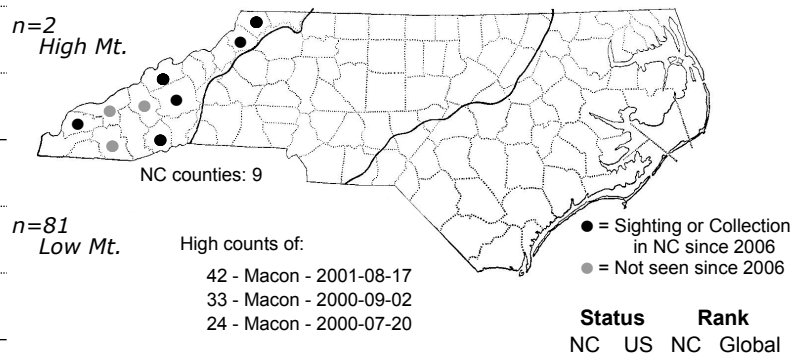 n=2
High Mt.
NC counties: 9
n=81
Low Mt.
High counts of:
42 - Macon - 2001-08-17
33 - Macon - 2000-09-02
24 - Macon - 2000-07-20
= Sighting or Collection
in NC since 2006
= Not seen since 2006
Status Rank
NC US NC Global